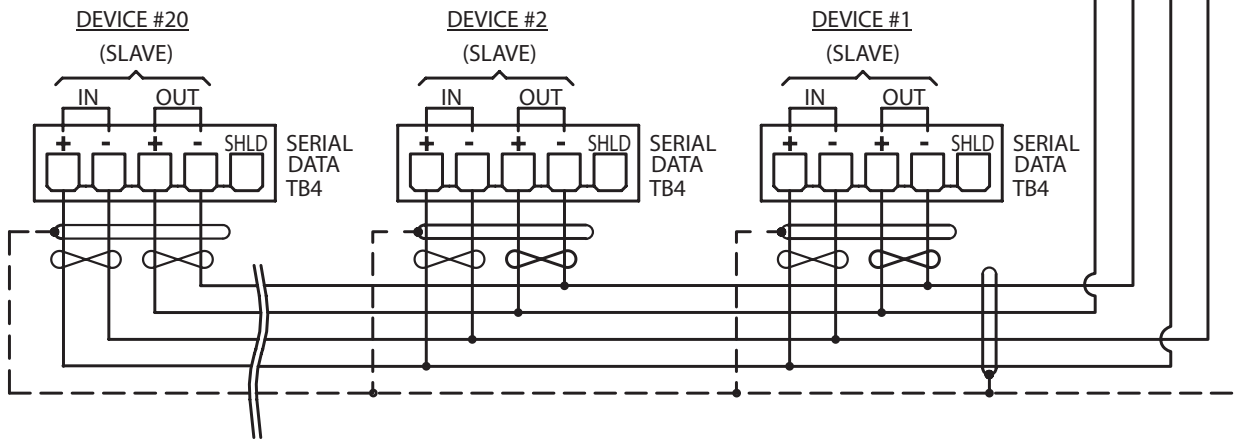 DEVICE #20 DEVICE #2 DEVICE #1
(SLAVE) (SLAVE) (SLAVE)
IN OUT IN OUT IN OUT
+ - + - SHLD SERIAL + - + - SHLD SERIAL + - + - SHLD SERIAL
DATA DATA DATA
TB4 TB4 TB4